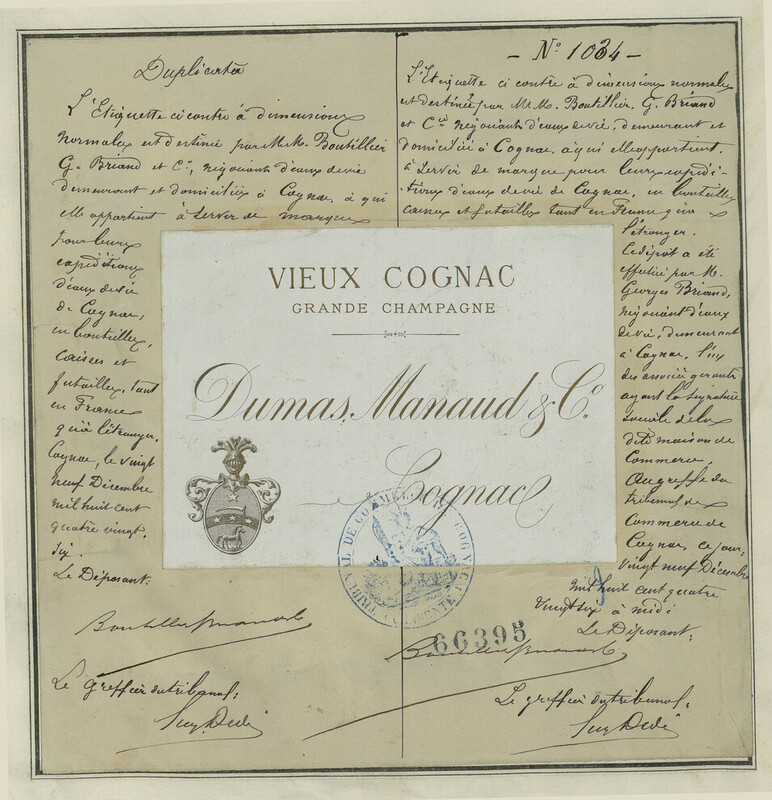 Duplicata
L'Etiquette ci contre à dimensions
normales est destinée par M.M. Boutillier
G. Briand et Cie, négociants d'eaux de vie
demeurant et domiciliés à Cognac, à qui
elle appartient à servir de marque
pour leurs
expéditions
d'eaux de vie
de Cognac,
en bouteilles,
caisses et
futailles, tant
en France
qu'à l'étranger.
Cognac, le vingt
neuf Décembre
mil huit cent
quatre vingt
six.
Le Déposant:
Le greffier du tribunal:
- No 1034 -
L'Etiquette ci contre à dimensions normales
est destinée par M.M. Boutillier, G. Briand
et Cie négociants d'eaux de vie, demeurant et
domiciliés à Cognac, à qui elle appartient,
à servir de marque pour leurs expédi-
tions d'eaux de vie de Cognac, en bouteilles
caisses et futailles tant en France qu'à
l'étranger.
Ce dépôt a été
effectué par M.
Georges Briand,
négociant d'eaux
de vie, demeurant
à Cognac, l'un
des associés gérants
ayant la signature
sociale de la
dite maison de
Commerce.
Au greffe du
tribunal de
Commerce de
Cognac, ce jour,
vingt neuf Décembre
mil huit cent quatre
vingt six à midi
Le Déposant:
66395
Le greffier du tribunal:
VIEUX COGNAC
GRANDE CHAMPAGNE
Dumas, Manaud & Co.
Cognac
TRIBUNAL DE COMMERCE COGNAC